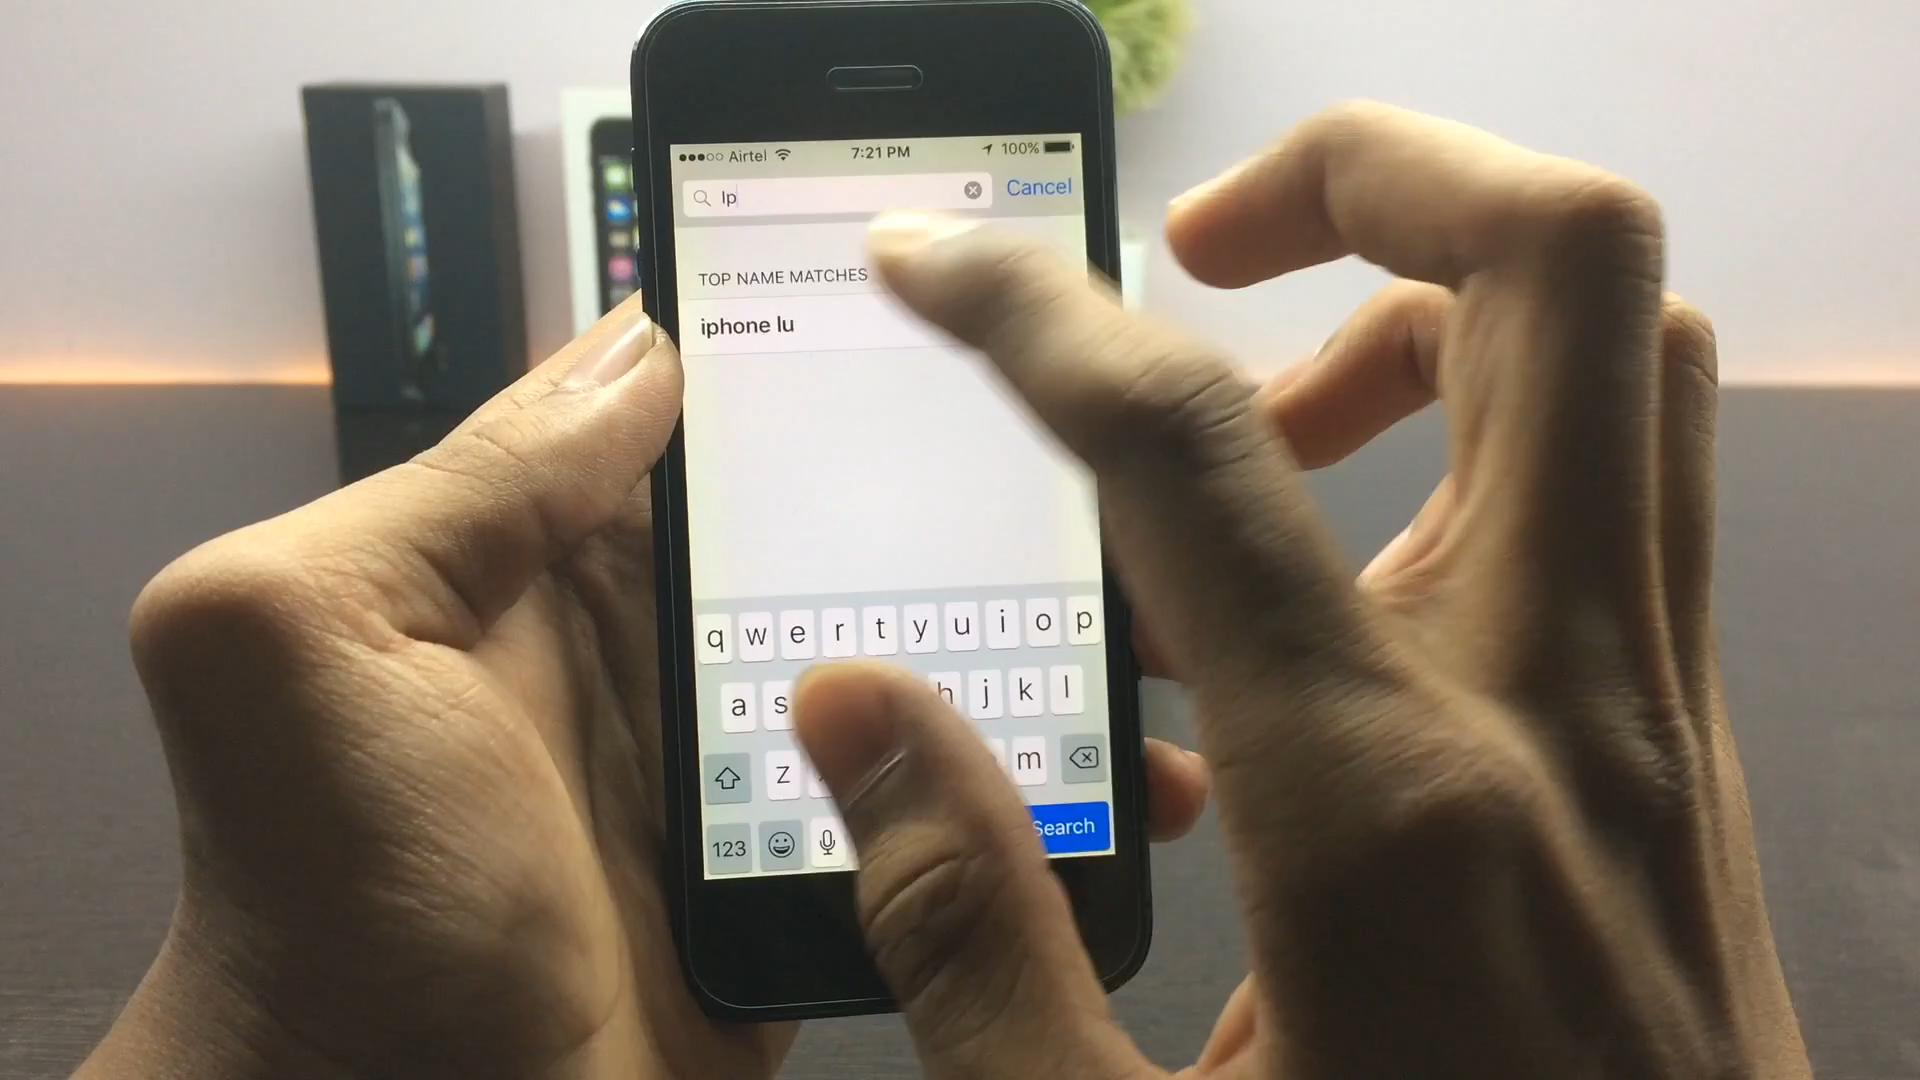 Airtel 7:21 PM 100%
Ip Cancel
TOP NAME MATCHES
iphone lu
q w e r t y u i o p
a s h j k l
z m
123 Search